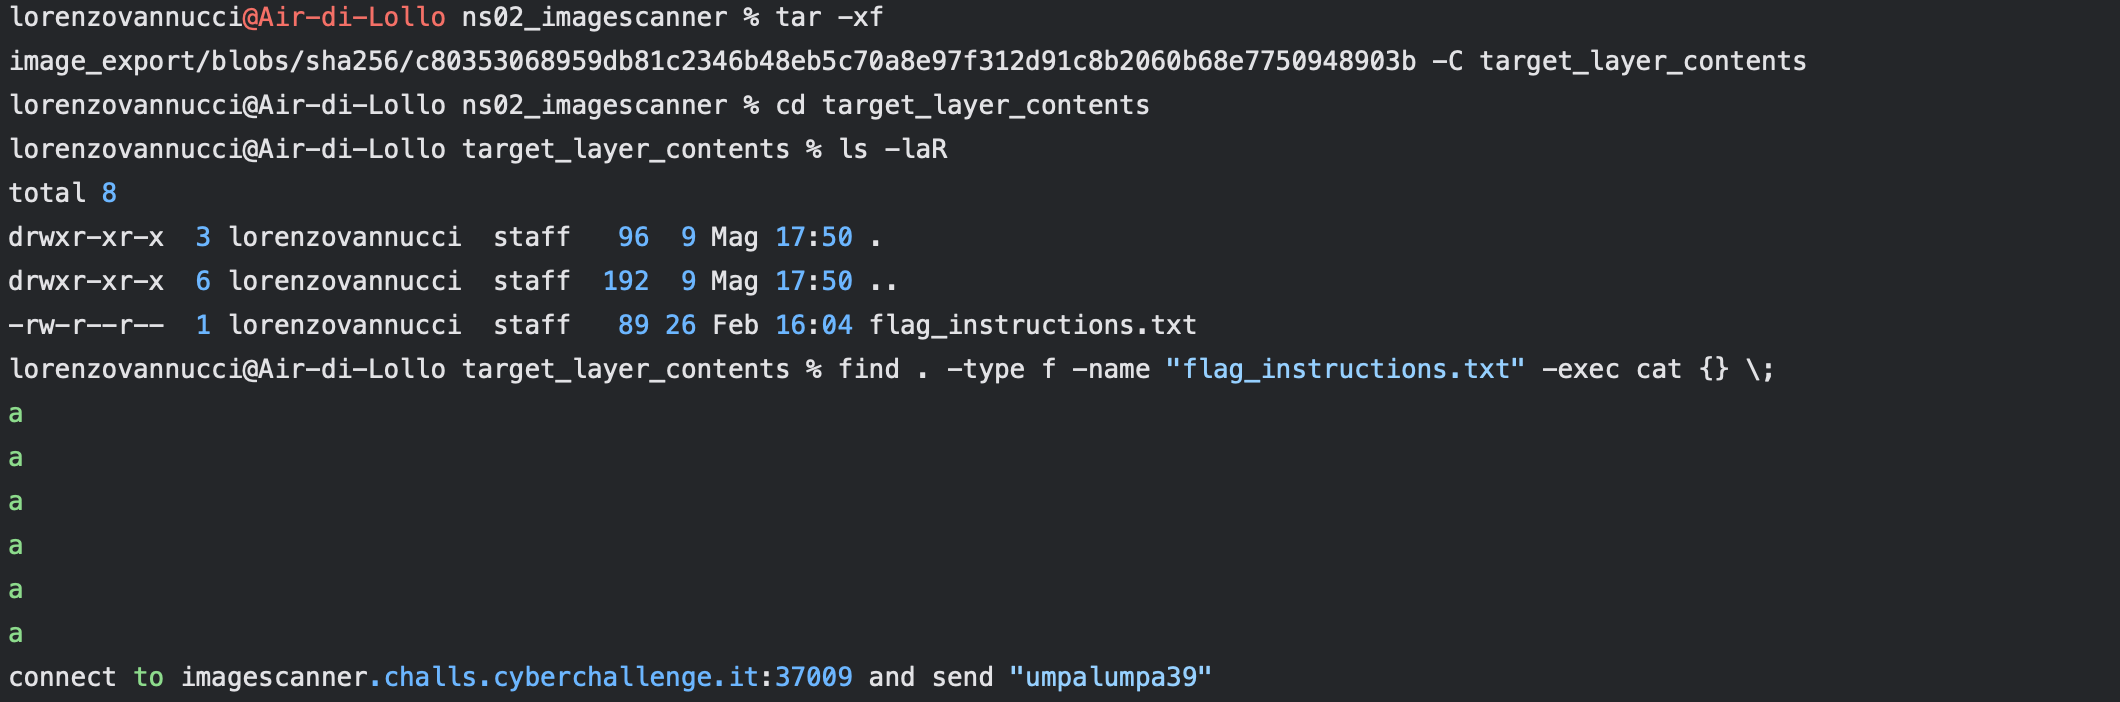 lorenzovannucci@Air-di-Lollo ns02_imagescanner % tar -xf
image_export/blobs/sha256/c80353068959db81c2346b48eb5c70a8e97f312d91c8b2060b68e7750948903b -C target_layer_contents
lorenzovannucci@Air-di-Lollo ns02_imagescanner % cd target_layer_contents
lorenzovannucci@Air-di-Lollo target_layer_contents % ls -laR
total 8
drwxr-xr-x  3 lorenzovannucci  staff   96  9 Mag 17:50 .
drwxr-xr-x  6 lorenzovannucci  staff  192  9 Mag 17:50 ..
-rw-r--r--  1 lorenzovannucci  staff   89 26 Feb 16:04 flag_instructions.txt
lorenzovannucci@Air-di-Lollo target_layer_contents % find . -type f -name "flag_instructions.txt" -exec cat {} \;
a
a
a
a
a
a
connect to imagescanner.challs.cyberchallenge.it:37009 and send "umpalumpa39"